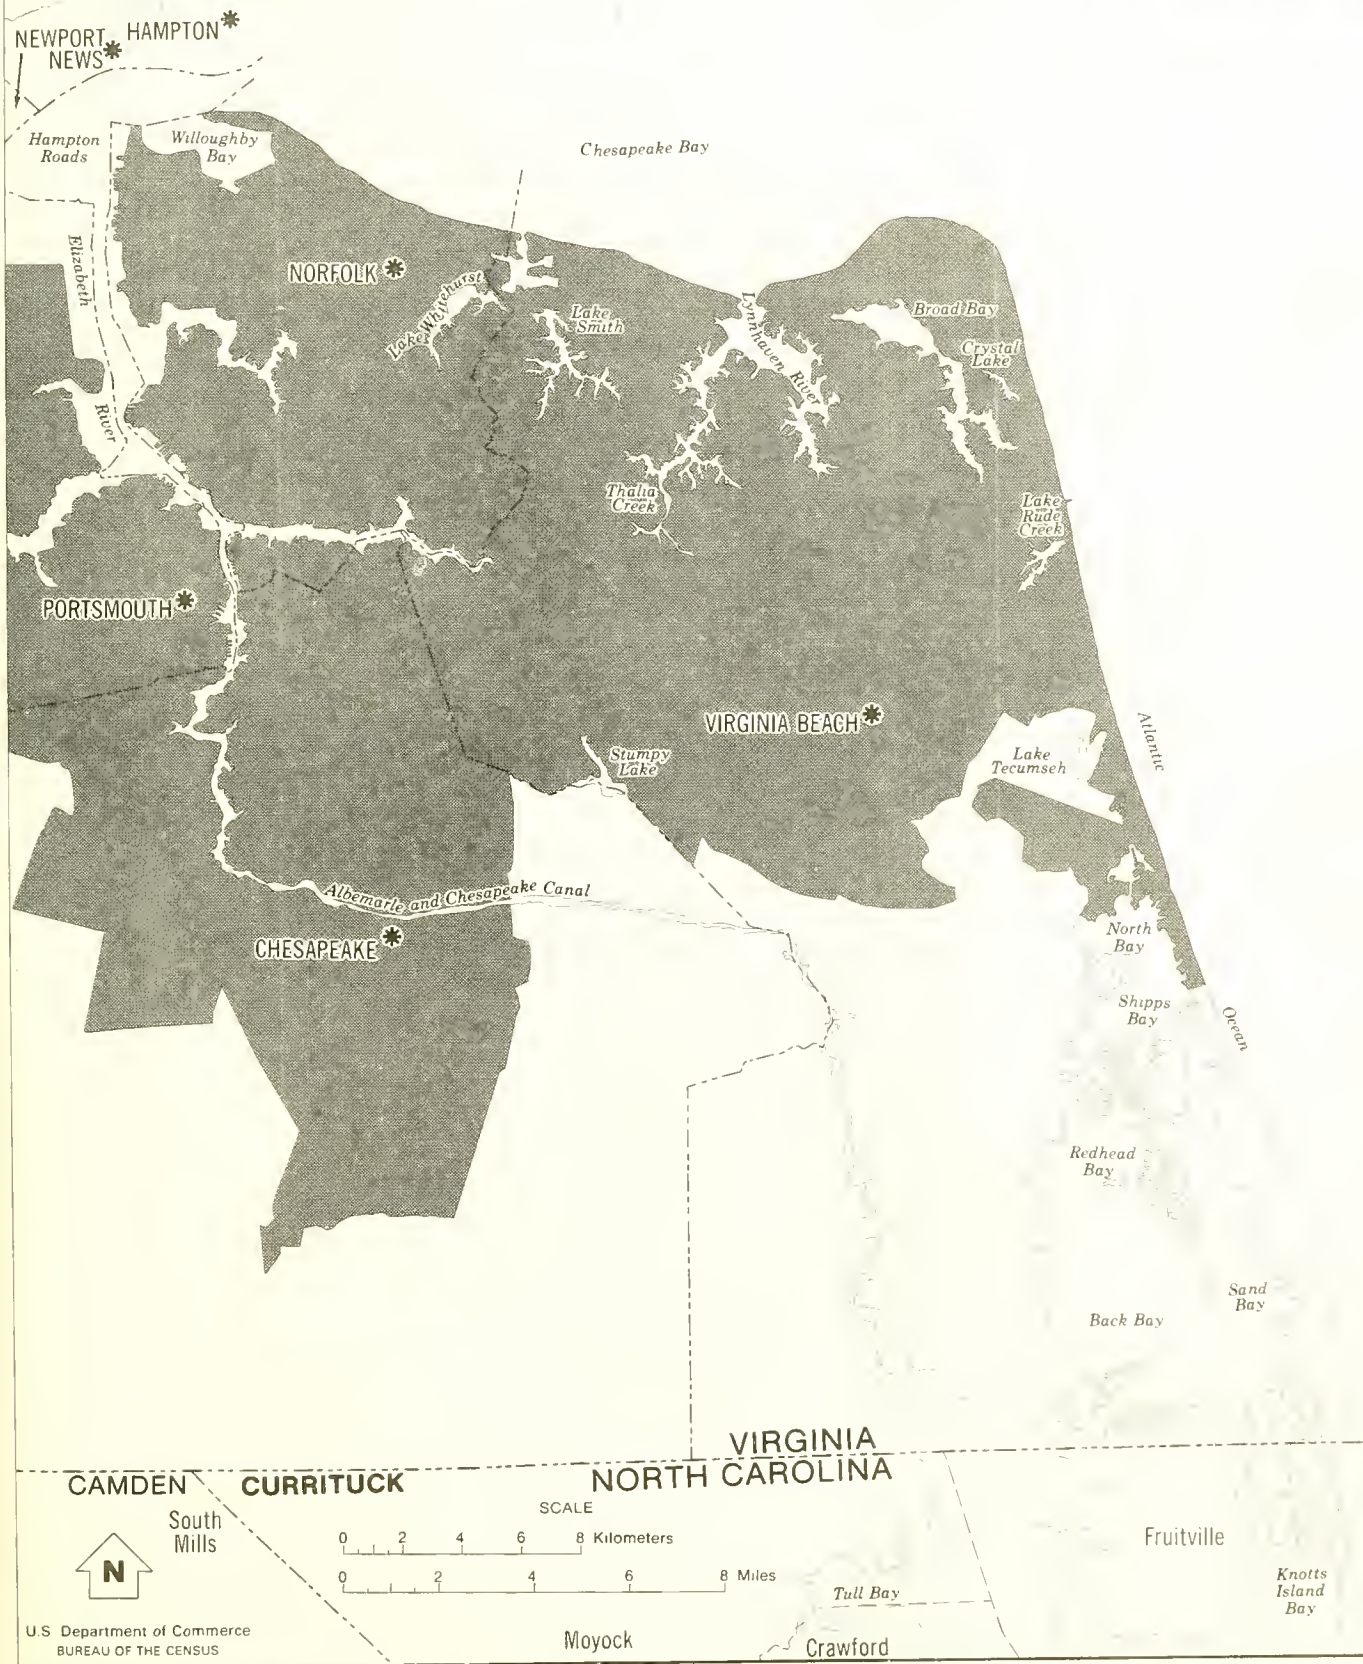 HAMPTON
NEWPORT
NEWS
Hampton
Roads
Willoughby
Bay
Chesapeake Bay
Elizabeth
River
NORFOLK
Lake Whitehurst
Lake
Smith
Lynnhaven River
Broad Bay
Crystal
Lake
Thalia
Creek
Lake
Rude
Creek
PORTSMOUTH
VIRGINIA BEACH
Stumpy
Lake
Lake
Tecumseh
Atlantic
Ocean
Albemarle and Chesapeake Canal
CHESAPEAKE
North
Bay
Shipps
Bay
Redhead
Bay
Sand
Bay
Back Bay
VIRGINIA
NORTH CAROLINA
CAMDEN
CURRITUCK
South
Mills
SCALE
0 2 4 6 8 Kilometers
0 2 4 6 8 Miles
N
Fruitville
Knotts
Island
Bay
Tull Bay
Moyock
Crawford
U.S Department of Commerce
BUREAU OF THE CENSUS